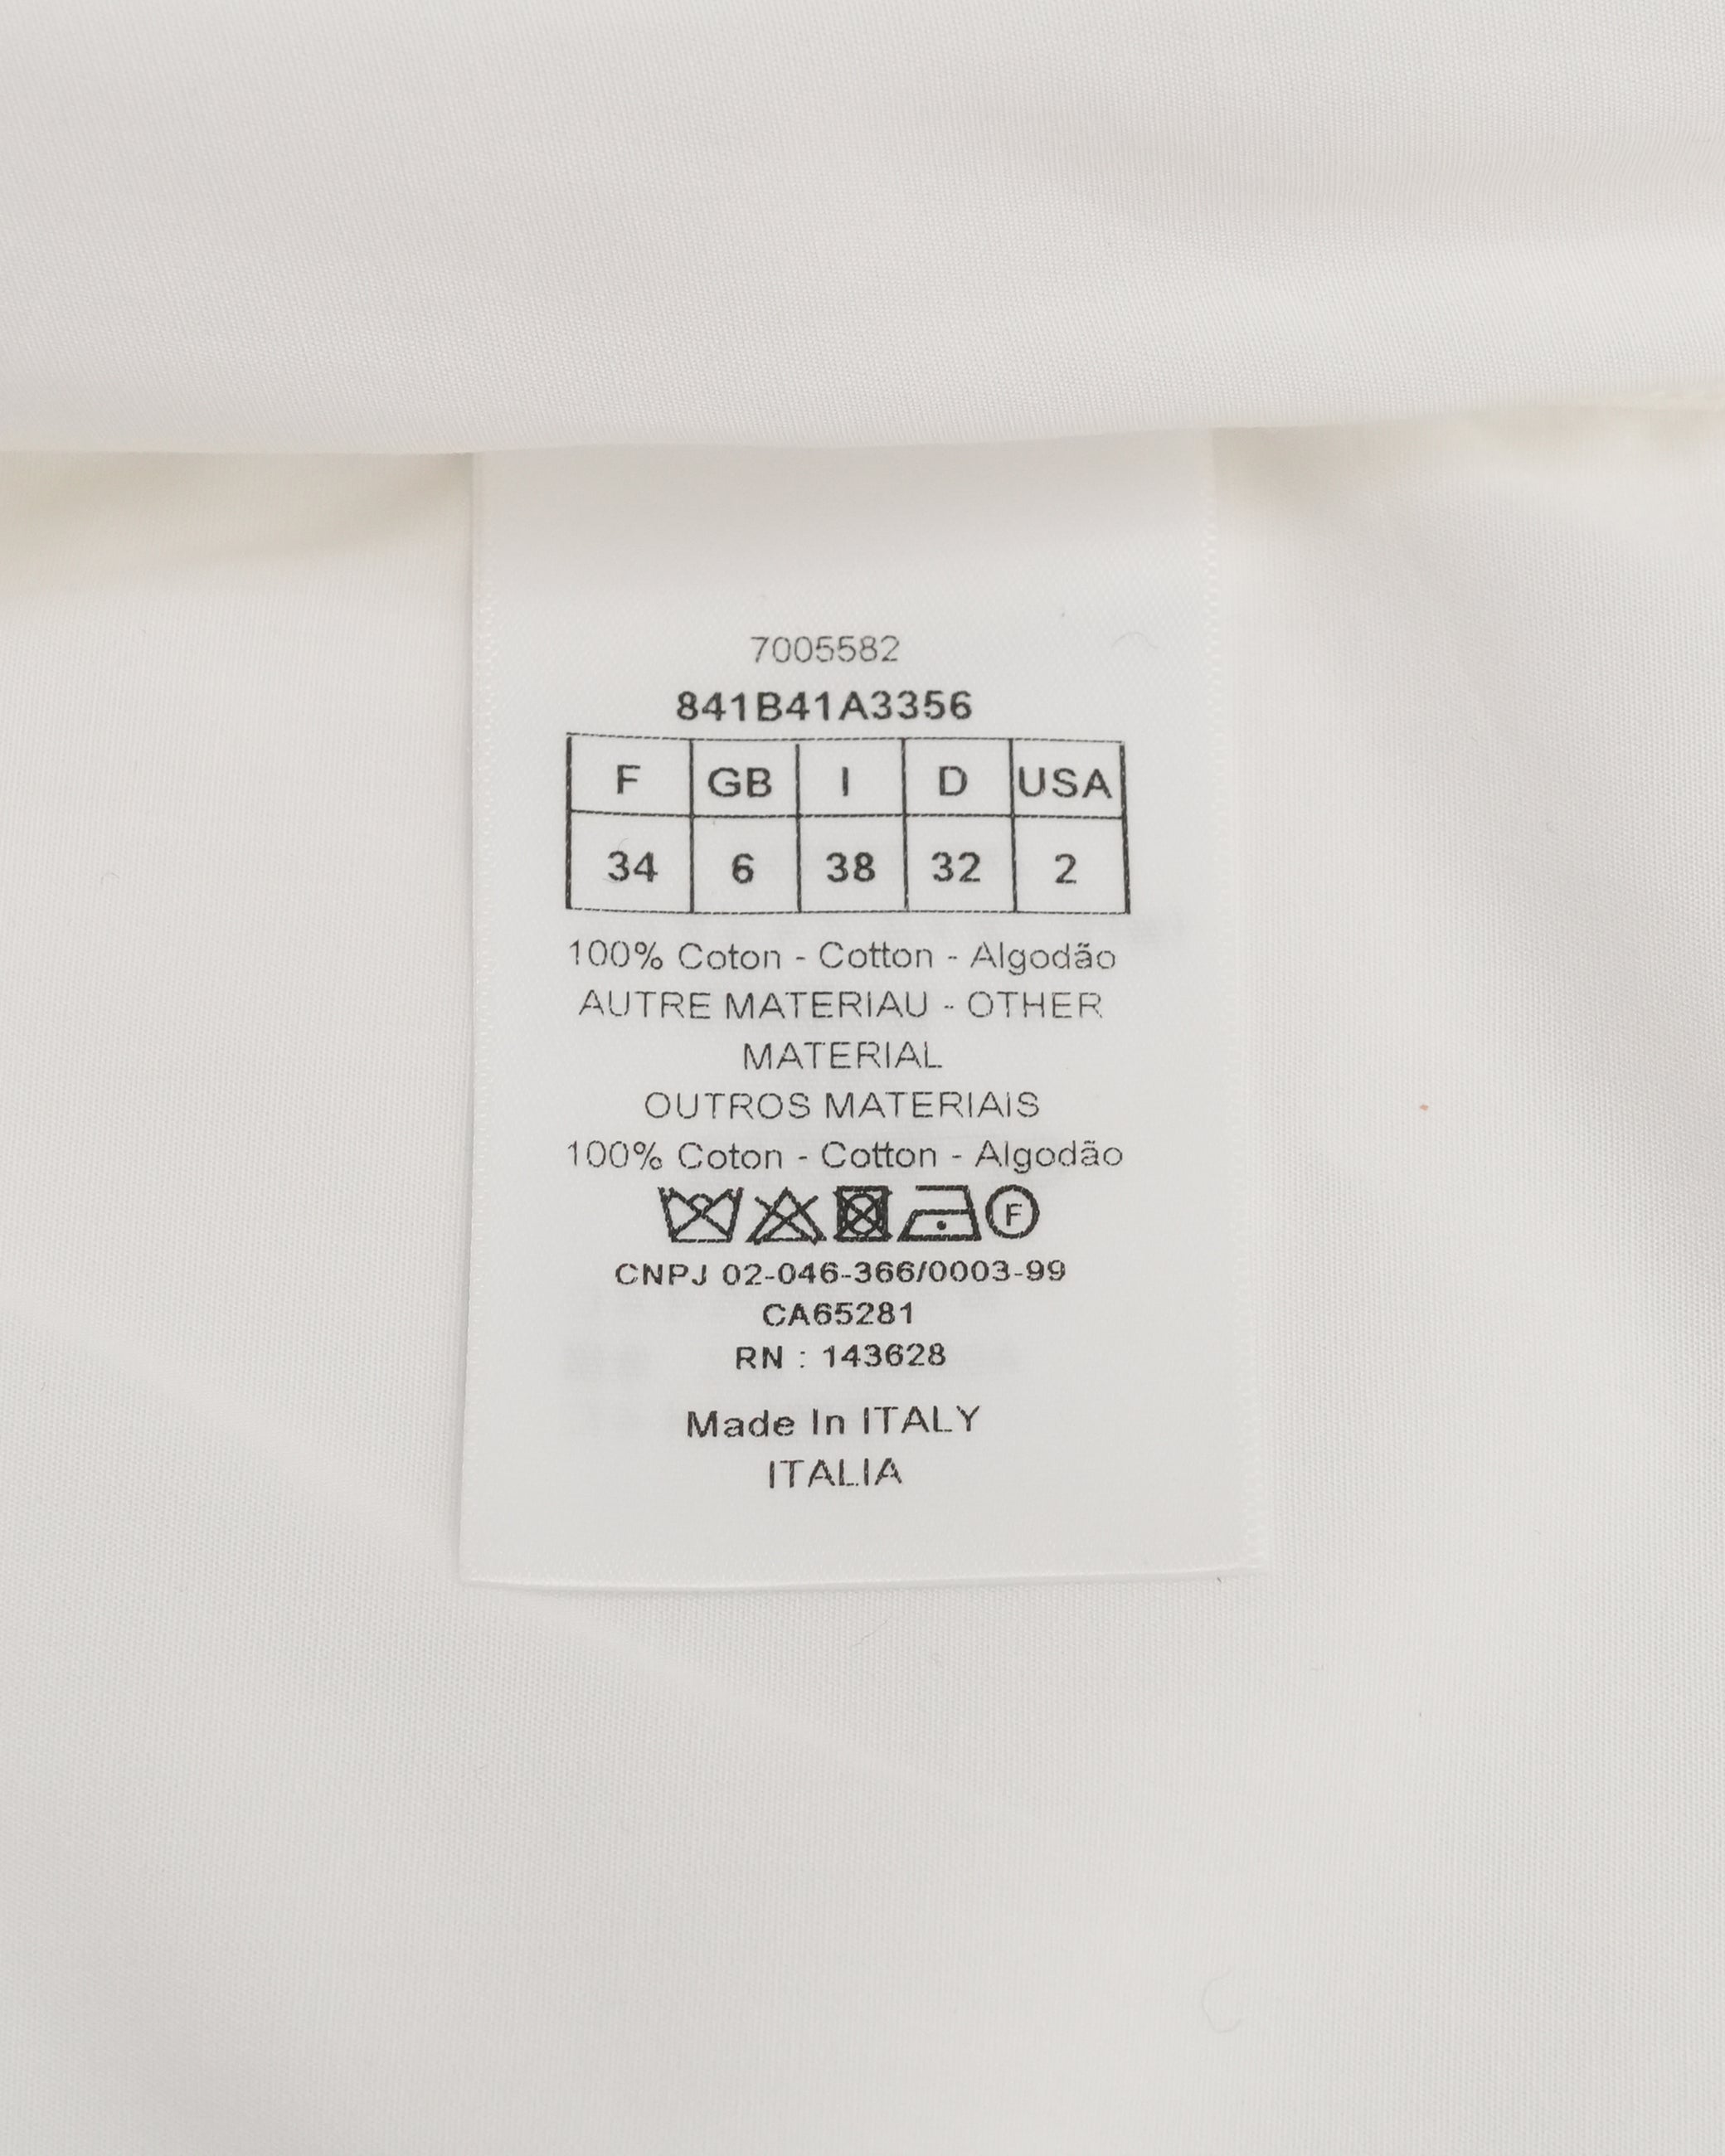 7005582
841B41A3356
F GB I D USA
34 6 38 32 2
100% Coton - Cotton - Algodão
AUTRE MATERIAU - OTHER
MATERIAL
OUTROS MATERIAIS
100% Coton - Cotton - Algodão
F
CNPJ 02-046-366/0003-99
CA65281
RN : 143628
Made In ITALY
ITALIA